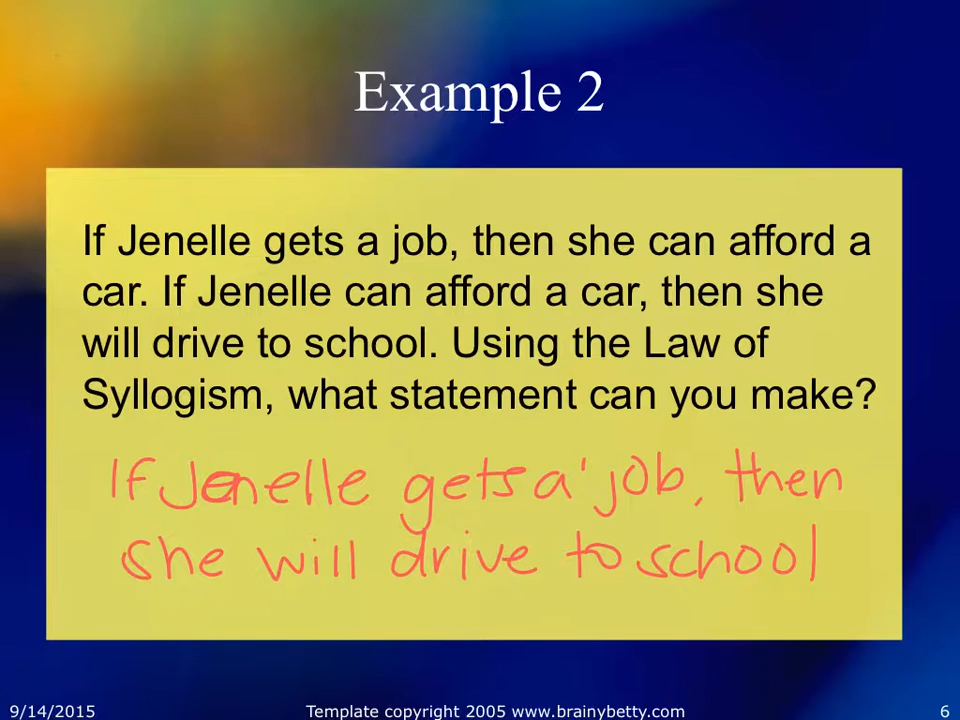 Example 2
If Jenelle gets a job, then she can afford a
car. If Jenelle can afford a car, then she
will drive to school. Using the Law of
Syllogism, what statement can you make?
If Jenelle gets a job, then
she will drive to school
9/14/2015
Template copyright 2005 www.brainybetty.com
6